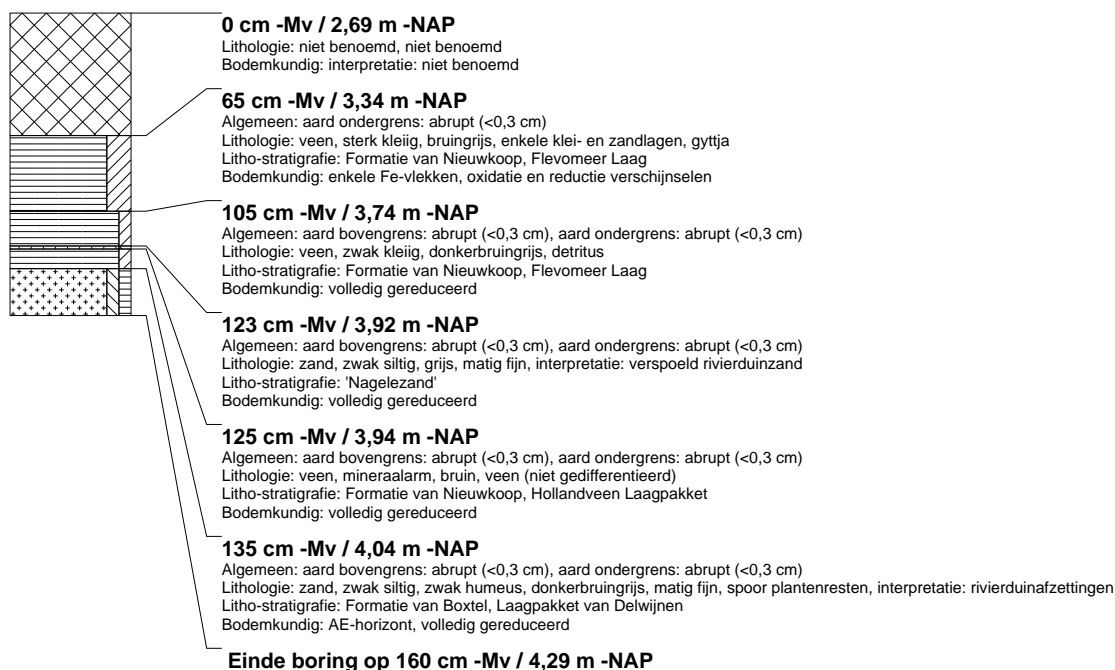 0 cm -Mv / 2,69 m -NAP
Lithologie: niet benoemd, niet benoemd
Bodemkundig: interpretatie: niet benoemd
65 cm -Mv / 3,34 m -NAP
Algemeen: aard ondergrens: abrupt (<0,3 cm)
Lithologie: veen, sterk kleiig, bruingrijs, enkele klei- en zandlagen, gyttja
Litho-stratigrafie: Formatie van Nieuwkoop, Flevomeer Laag
Bodemkundig: enkele Fe-vlekken, oxidatie en reductie verschijnselen
105 cm -Mv / 3,74 m -NAP
Algemeen: aard bovengrens: abrupt (<0,3 cm), aard ondergrens: abrupt (<0,3 cm)
Lithologie: veen, zwak kleiig, donkerbruingrijs, detritus
Litho-stratigrafie: Formatie van Nieuwkoop, Flevomeer Laag
Bodemkundig: volledig gereduceerd
123 cm -Mv / 3,92 m -NAP
Algemeen: aard bovengrens: abrupt (<0,3 cm), aard ondergrens: abrupt (<0,3 cm)
Lithologie: zand, zwak siltig, grijs, matig fijn, interpretatie: verspoeld rivierduinzand
Litho-stratigrafie: 'Nagelezand'
Bodemkundig: volledig gereduceerd
125 cm -Mv / 3,94 m -NAP
Algemeen: aard bovengrens: abrupt (<0,3 cm), aard ondergrens: abrupt (<0,3 cm)
Lithologie: veen, mineraalarm, bruin, veen (niet gedifferentieerd)
Litho-stratigrafie: Formatie van Nieuwkoop, Hollandveen Laagpakket
Bodemkundig: volledig gereduceerd
135 cm -Mv / 4,04 m -NAP
Algemeen: aard bovengrens: abrupt (<0,3 cm), aard ondergrens: abrupt (<0,3 cm)
Lithologie: zand, zwak siltig, zwak humeus, donkerbruingrijs, matig fijn, spoor plantenresten, interpretatie: rivierduinafzettingen
Litho-stratigrafie: Formatie van Boxtel, Laagpakket van Delwijnen
Bodemkundig: AE-horizont, volledig gereduceerd
Einde boring op 160 cm -Mv / 4,29 m -NAP